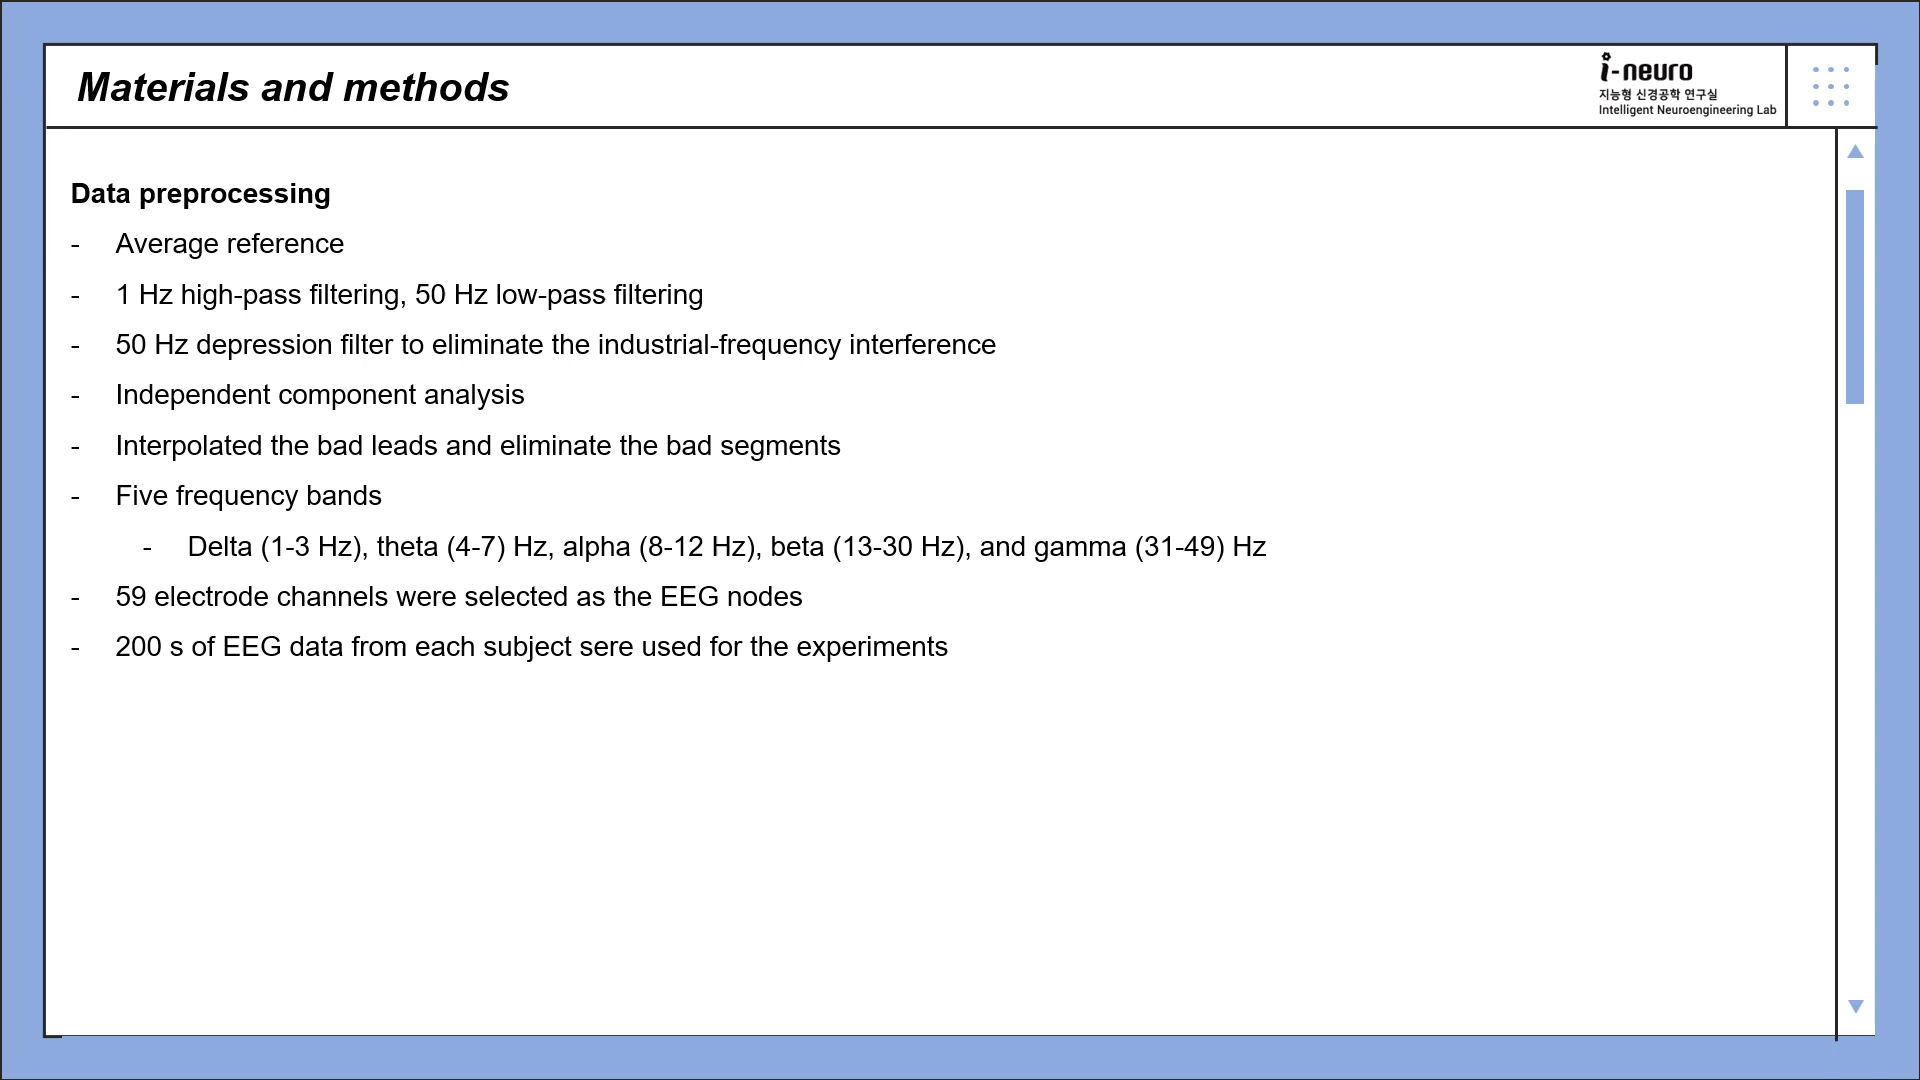 Materials and methods
i-neuro
지능형 신경공학 연구실
Intelligent Neuroengineering Lab
Data preprocessing
- Average reference
- 1 Hz high-pass filtering, 50 Hz low-pass filtering
- 50 Hz depression filter to eliminate the industrial-frequency interference
- Independent component analysis
- Interpolated the bad leads and eliminate the bad segments
- Five frequency bands
- Delta (1-3 Hz), theta (4-7) Hz, alpha (8-12 Hz), beta (13-30 Hz), and gamma (31-49) Hz
- 59 electrode channels were selected as the EEG nodes
- 200 s of EEG data from each subject sere used for the experiments